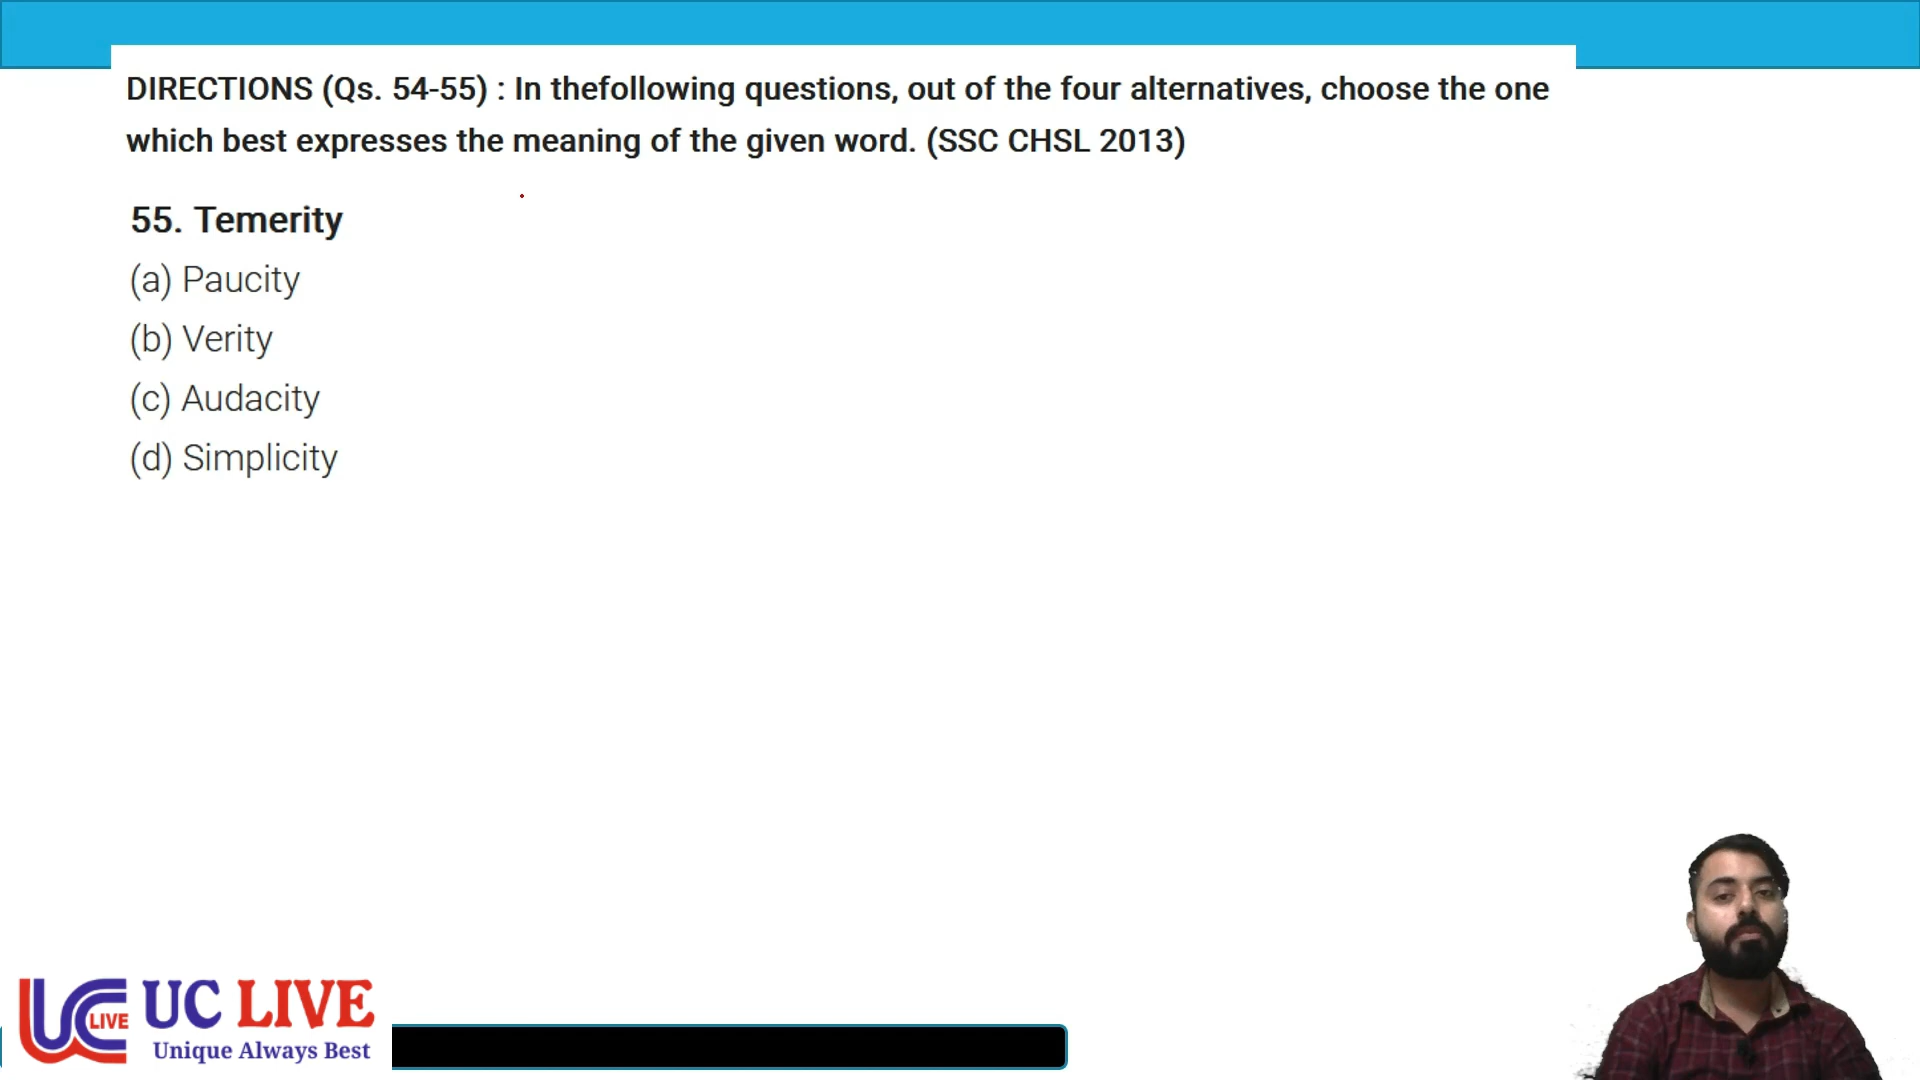 DIRECTIONS (Qs. 54-55) : In thefollowing questions, out of the four alternatives, choose the one
which best expresses the meaning of the given word. (SSC CHSL 2013)
55. Temerity
(a) Paucity
(b) Verity
(c) Audacity
(d) Simplicity
UC LIVE UC LIVE
Unique Always Best